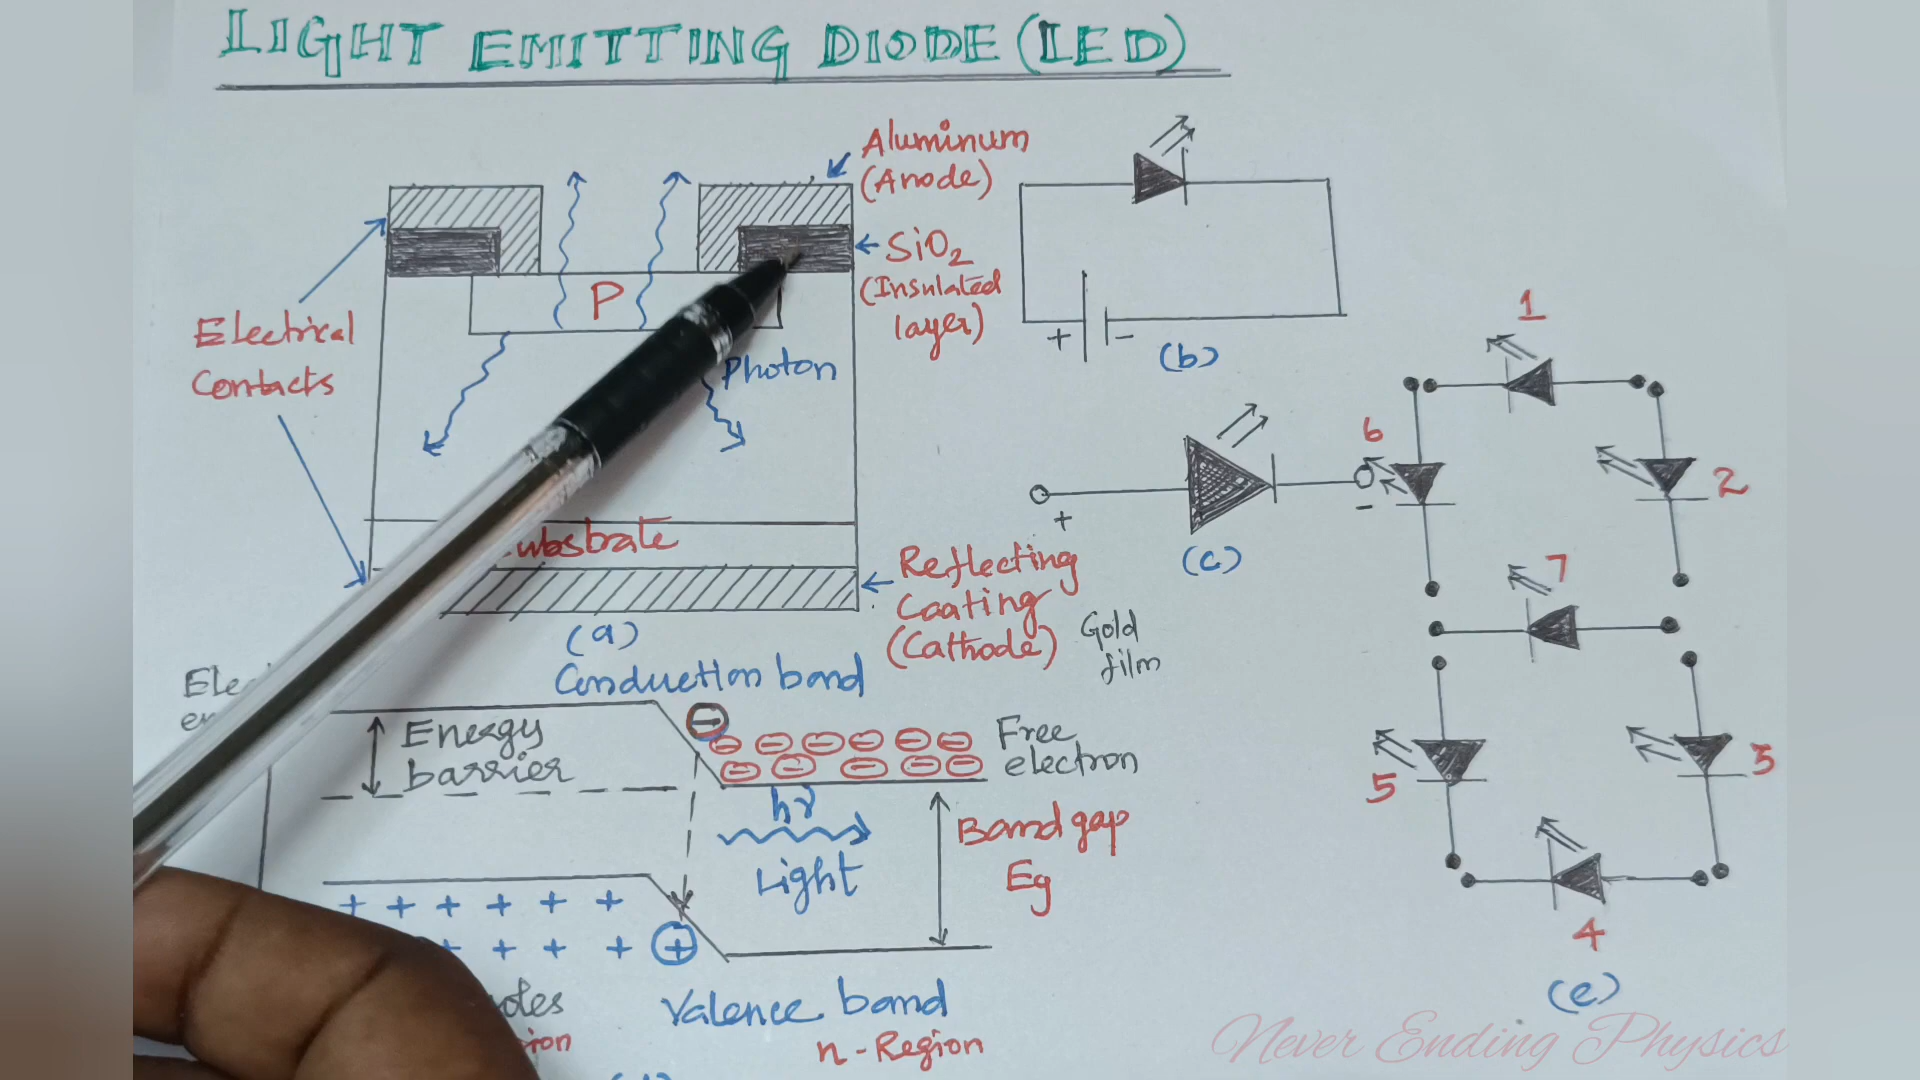 LIGHT EMITTING DIODE (LED)
Aluminum
(Anode)
SiO2
(Insulated
layer)
Electrical
Contacts
P
Photon
Substrate
Reflecting
Coating
(Cathode)
Gold
film
(a)
+
-
(b)
+
-
(c)
1
2
3
4
5
6
7
(e)
Conduction band
Energy
barrier
Free
electron
hν
Light
Band gap
Eg
Valence band
n-Region
Never Ending Physics